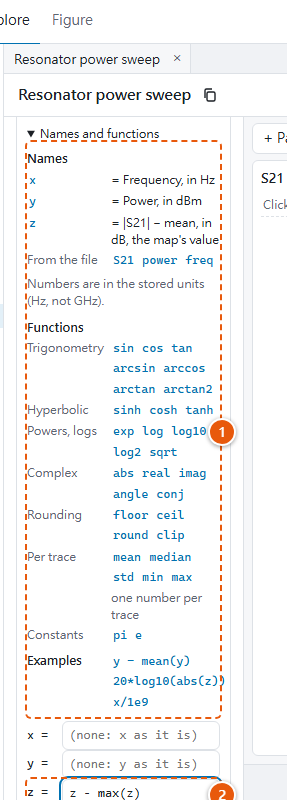 plore Figure
Resonator power sweep ×
Resonator power sweep
+ Pa
▼ Names and functions
S21
Click
Names
x = Frequency, in Hz
y = Power, in dBm
z = |S21| − mean, in
dB, the map's value
From the file S21 power freq
Numbers are in the stored units
(Hz, not GHz).
Functions
Trigonometry sin cos tan
arcsin arccos
arctan arctan2
Hyperbolic sinh cosh tanh
Powers, logs exp log log10
1
log2 sqrt
Complex abs real imag
angle conj
Rounding floor ceil
round clip
Per trace mean median
std min max
one number per
trace
Constants pi e
Examples y - mean(y)
20*log10(abs(z))
x/1e9
x = (none: x as it is)
y = (none: y as it is)
z = z - max(z)
2